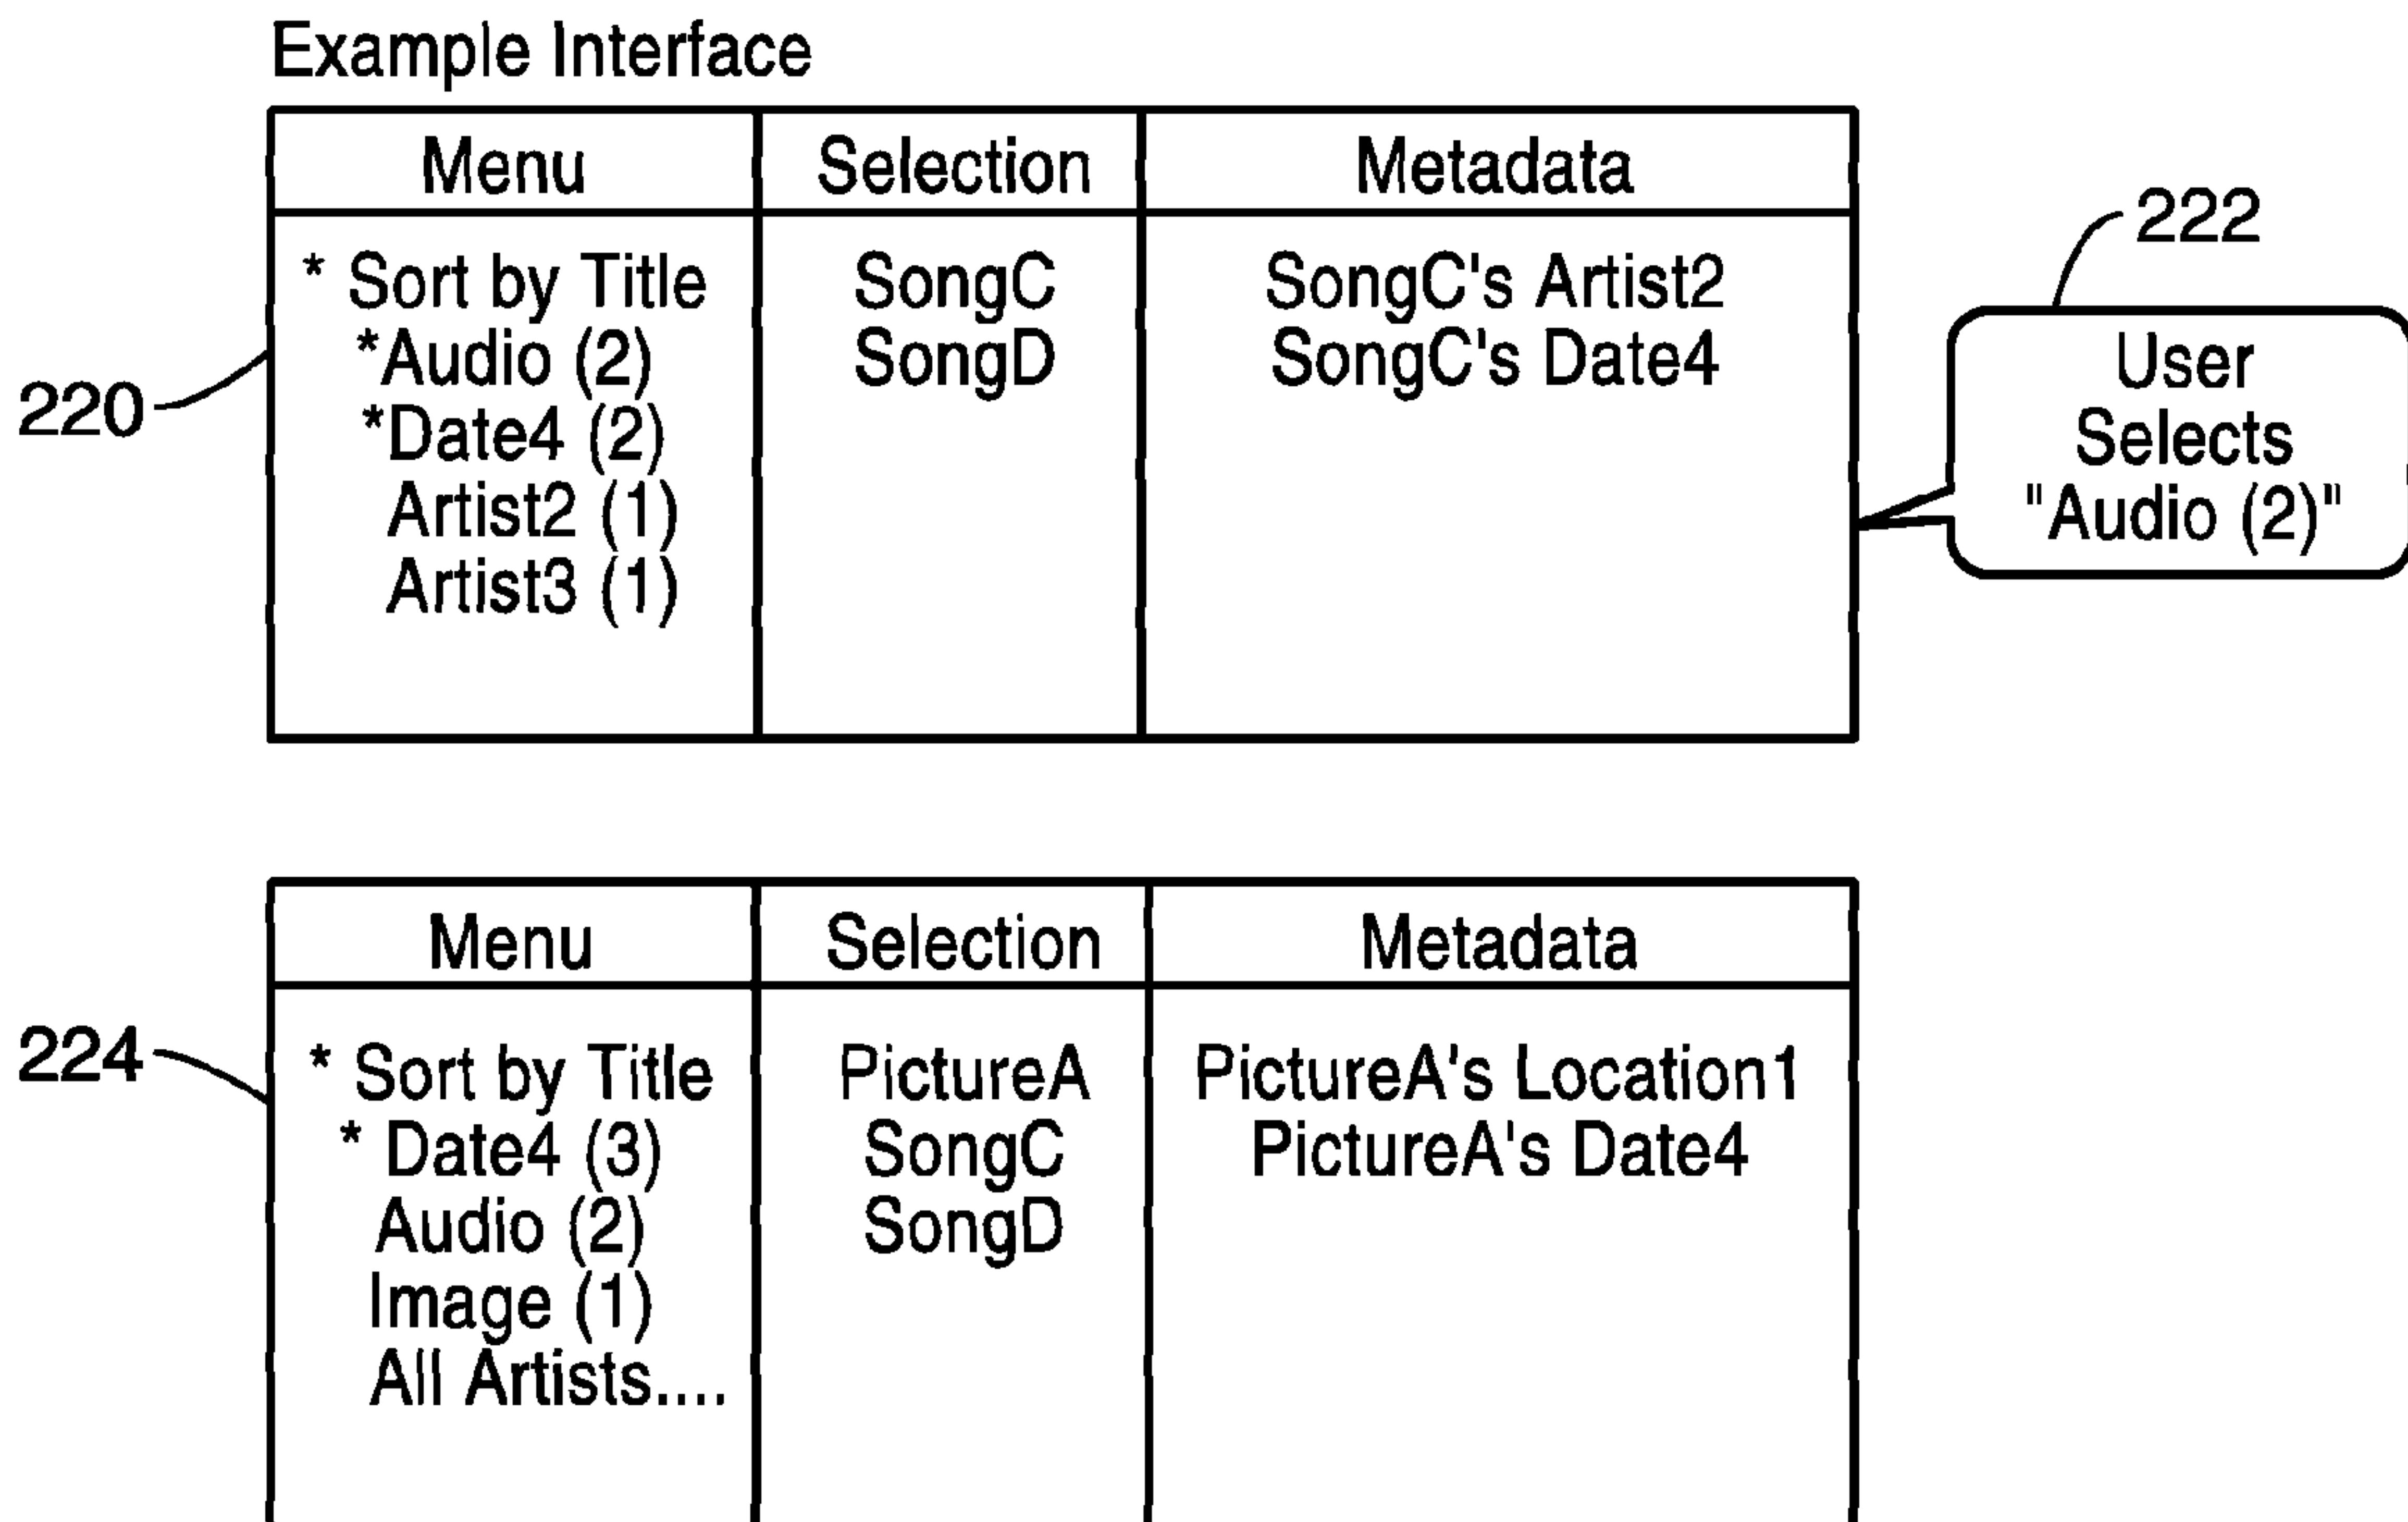 Example Interface
Menu Selection Metadata
* Sort by Title SongC SongC's Artist2
*Audio (2) SongD SongC's Date4
*Date4 (2)
Artist2 (1)
Artist3 (1)
220
222
User
Selects
"Audio (2)"
Menu Selection Metadata
* Sort by Title PictureA PictureA's Location1
* Date4 (3) SongC PictureA's Date4
Audio (2) SongD
Image (1)
All Artists....
224